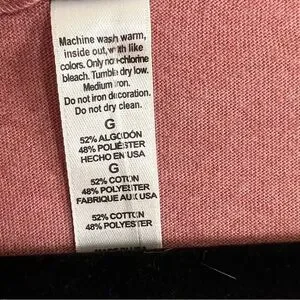 Machine wash warm,
inside out, with like
colors. Only non-chlorine
bleach. Tumble dry low.
Medium iron.
Do not iron decoration.
Do not dry clean.
G
52% ALGODÓN
48% POLIÉSTER
HECHO EN USA
G
52% COTON
48% POLYESTER
FABRIQUE AUX USA
52% COTTON
48% POLYESTER